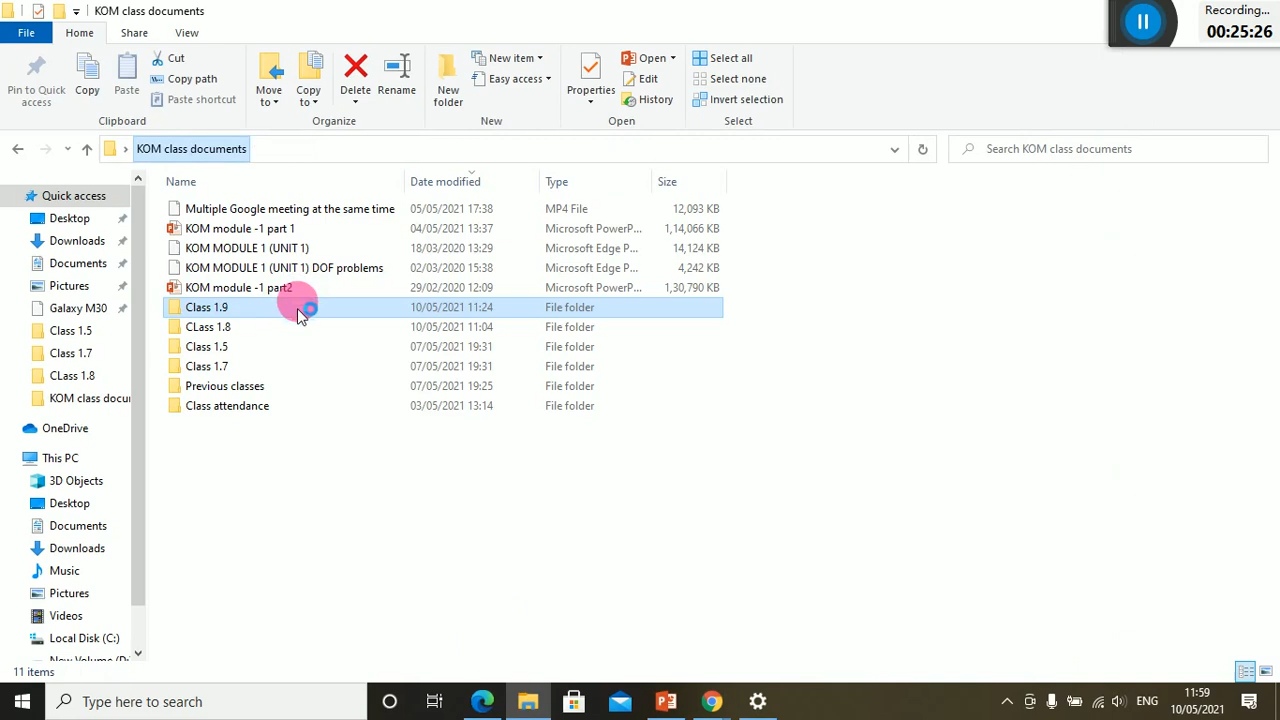 KOM class documents
Recording...
00:25:26
File Home Share View
Pin to Quick access
Copy
Paste
Cut
Copy path
Paste shortcut
Move to
Copy to
Delete
Rename
New folder
New item
Easy access
Properties
Open
Edit
History
Select all
Select none
Invert selection
Clipboard Organize New Open Select
KOM class documents
Search KOM class documents
Name Date modified Type Size
Multiple Google meeting at the same time 05/05/2021 17:38 MP4 File 12,093 KB
KOM module -1 part 1 04/05/2021 13:37 Microsoft PowerP... 1,14,066 KB
KOM MODULE 1 (UNIT 1) 18/03/2020 13:29 Microsoft Edge P... 14,124 KB
KOM MODULE 1 (UNIT 1) DOF problems 02/03/2020 15:38 Microsoft Edge P... 4,242 KB
KOM module -1 part2 29/02/2020 12:09 Microsoft PowerP... 1,30,790 KB
Class 1.9 10/05/2021 11:24 File folder
CLass 1.8 10/05/2021 11:04 File folder
Class 1.5 07/05/2021 19:31 File folder
Class 1.7 07/05/2021 19:31 File folder
Previous classes 07/05/2021 19:25 File folder
Class attendance 03/05/2021 13:14 File folder
Quick access
Desktop
Downloads
Documents
Pictures
Galaxy M30
Class 1.5
Class 1.7
CLass 1.8
KOM class docu
OneDrive
This PC
3D Objects
Desktop
Documents
Downloads
Music
Pictures
Videos
Local Disk (C:)
New Volume (D:
11 items
Type here to search
ENG
11:59
10/05/2021